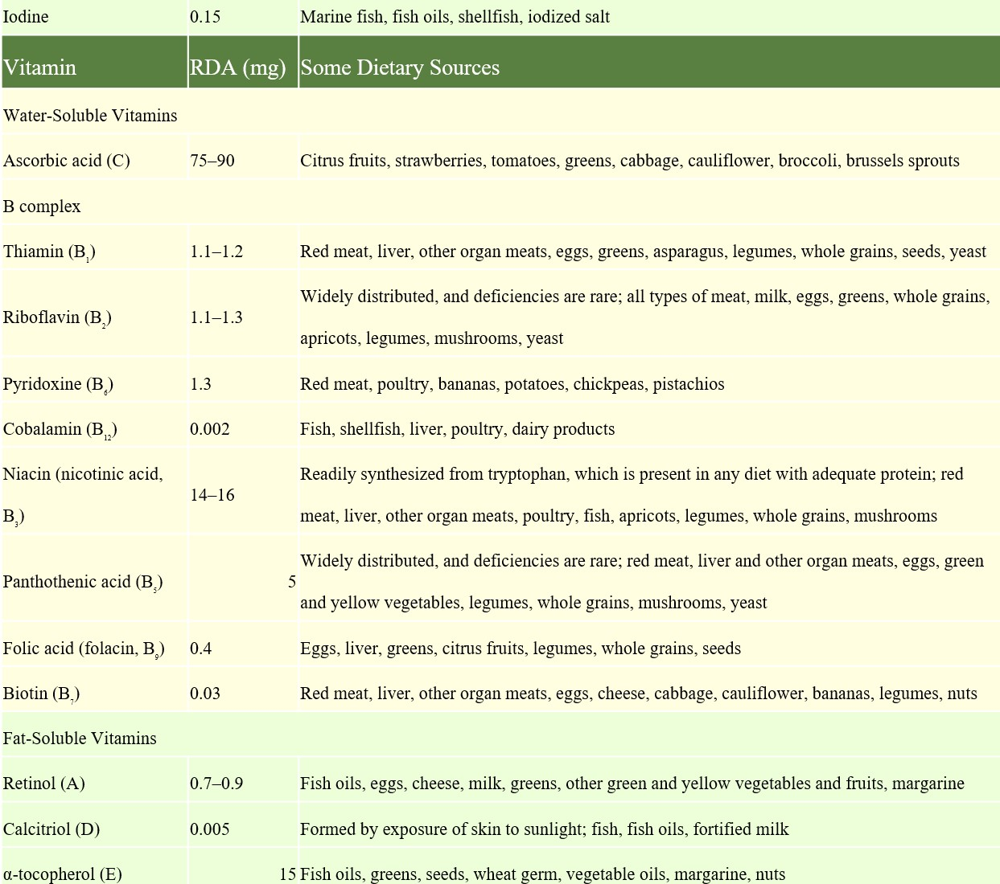 Iodine 0.15 Marine fish, fish oils, shellfish, iodized salt
Vitamin RDA (mg) Some Dietary Sources
Water-Soluble Vitamins
Ascorbic acid (C) 75–90 Citrus fruits, strawberries, tomatoes, greens, cabbage, cauliflower, broccoli, brussels sprouts
B complex
Thiamin (B₁) 1.1–1.2 Red meat, liver, other organ meats, eggs, greens, asparagus, legumes, whole grains, seeds, yeast
Riboflavin (B₂) 1.1–1.3 Widely distributed, and deficiencies are rare; all types of meat, milk, eggs, greens, whole grains,
apricots, legumes, mushrooms, yeast
Pyridoxine (B₆) 1.3 Red meat, poultry, bananas, potatoes, chickpeas, pistachios
Cobalamin (B₁₂) 0.002 Fish, shellfish, liver, poultry, dairy products
Niacin (nicotinic acid,
B₃) 14–16 Readily synthesized from tryptophan, which is present in any diet with adequate protein; red
meat, liver, other organ meats, poultry, fish, apricots, legumes, whole grains, mushrooms
Panthothenic acid (B₅) 5 Widely distributed, and deficiencies are rare; red meat, liver and other organ meats, eggs, green
and yellow vegetables, legumes, whole grains, mushrooms, yeast
Folic acid (folacin, B₉) 0.4 Eggs, liver, greens, citrus fruits, legumes, whole grains, seeds
Biotin (B₇) 0.03 Red meat, liver, other organ meats, eggs, cheese, cabbage, cauliflower, bananas, legumes, nuts
Fat-Soluble Vitamins
Retinol (A) 0.7–0.9 Fish oils, eggs, cheese, milk, greens, other green and yellow vegetables and fruits, margarine
Calcitriol (D) 0.005 Formed by exposure of skin to sunlight; fish, fish oils, fortified milk
α-tocopherol (E) 15 Fish oils, greens, seeds, wheat germ, vegetable oils, margarine, nuts